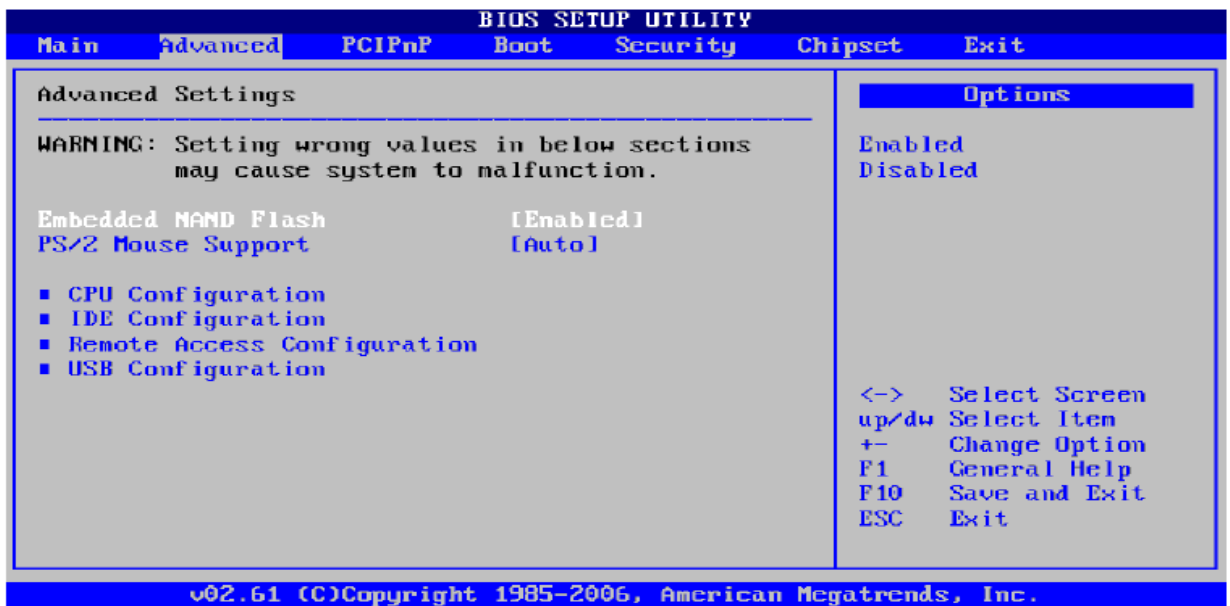 BIOS SETUP UTILITY
Main Advanced PCIPnP Boot Security Chipset Exit
Advanced Settings
WARNING: Setting wrong values in below sections
may cause system to malfunction.
Embedded NAND Flash [Enabled]
PS/2 Mouse Support [Auto]
▪ CPU Configuration
▪ IDE Configuration
▪ Remote Access Configuration
▪ USB Configuration
Options
Enabled
Disabled
<-> Select Screen
up/dw Select Item
+- Change Option
F1 General Help
F10 Save and Exit
ESC Exit
v02.61 (C)Copyright 1985-2006, American Megatrends, Inc.